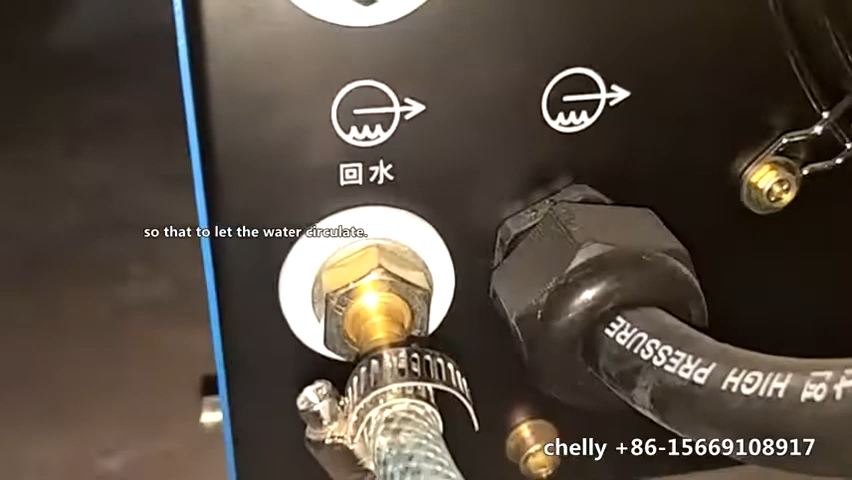 回水
so that to let the water circulate.
HIGH PRESSURE
chelly +86-15669108917